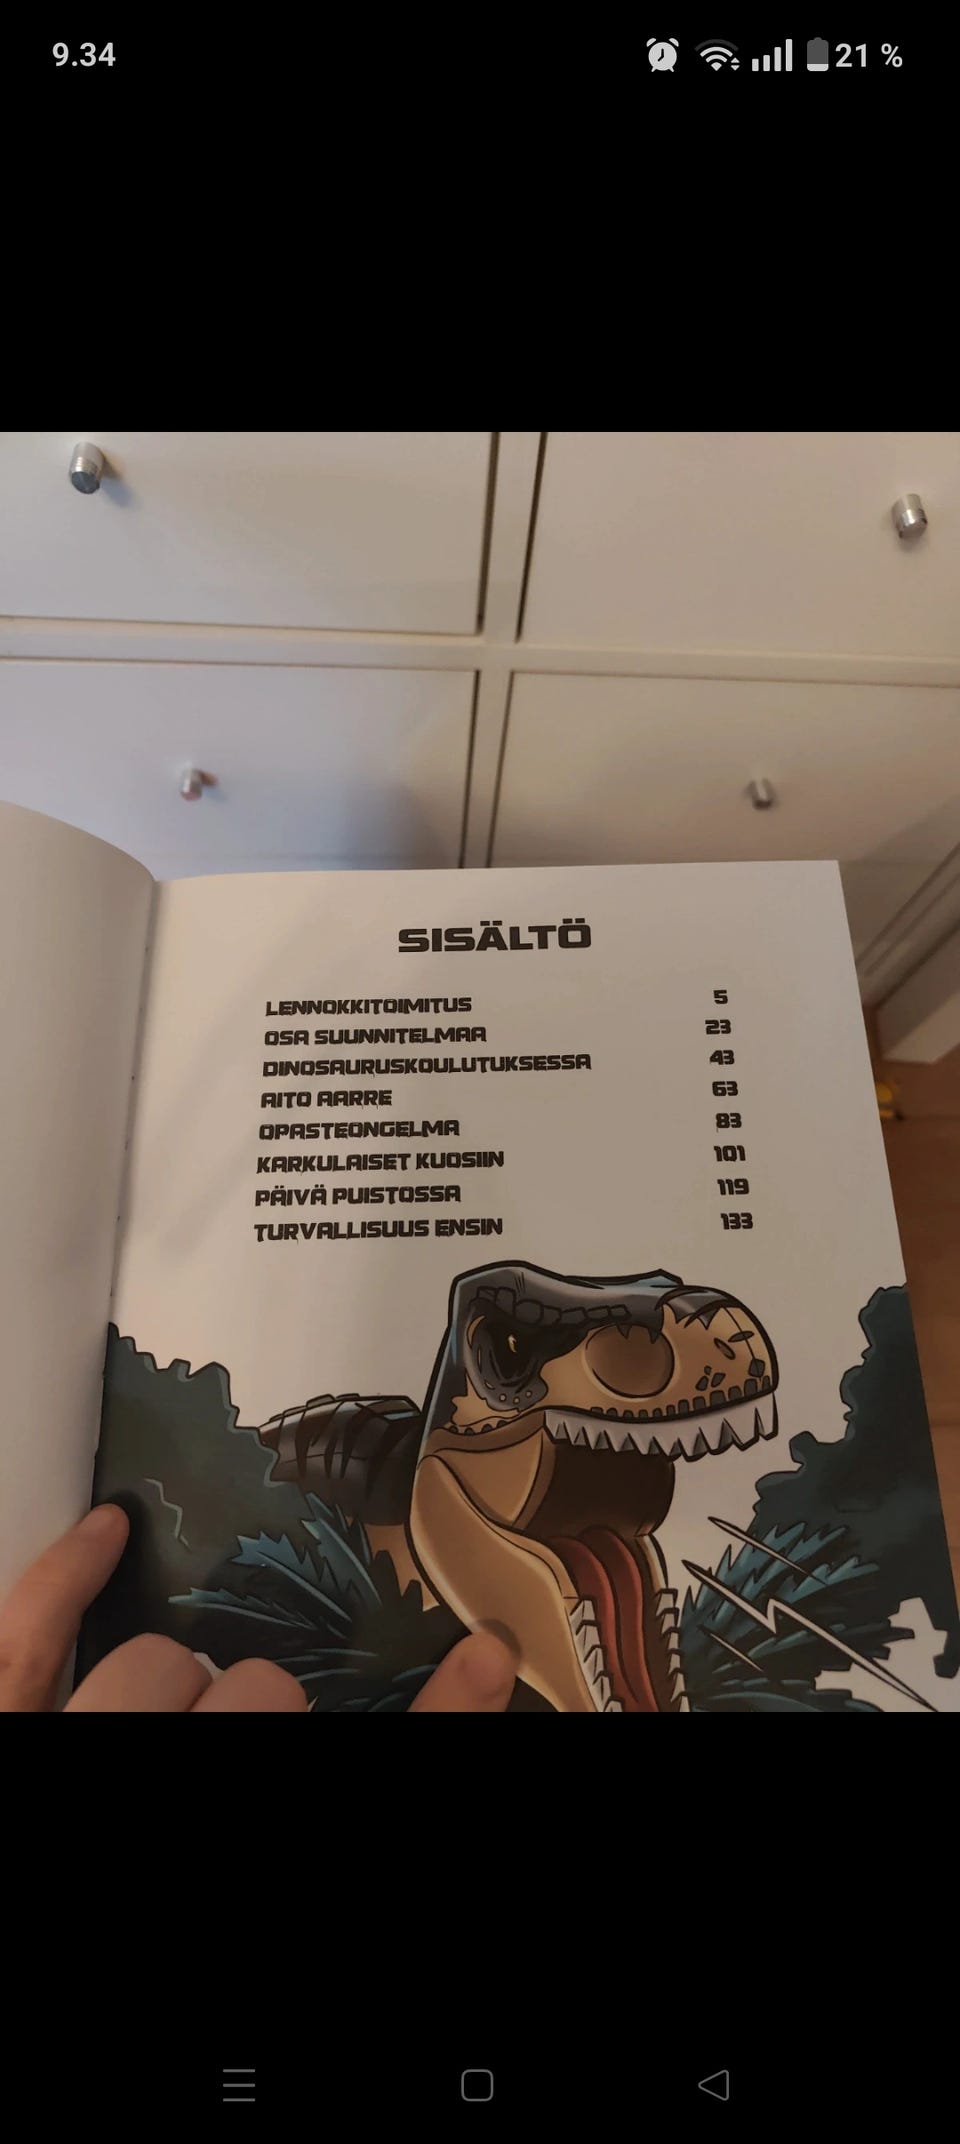 9.34
21 %
SISÄLTÖ
LENNOKKITOIMITUS 5
OSA SUUNNITELMAA 23
DINOSAURUSKOULUTUKSESSA 43
AITO AARRE 63
OPASTEONGELMA 83
KARKULAISET KUOSIIN 101
PÄIVÄ PUISTOSSA 119
TURVALLISUUS ENSIN 133